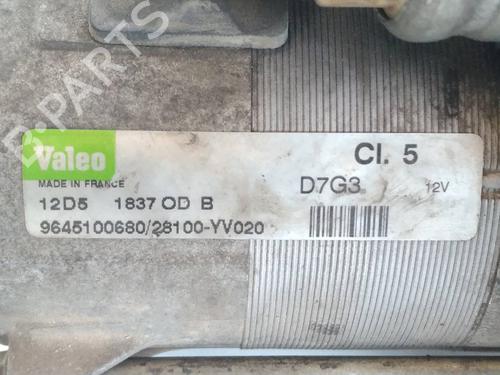 B-Parts
Valeo
Cl. 5
MADE IN FRANCE
D7G3
12V
12D5 1837 OD B
9645100680/28100-YV020